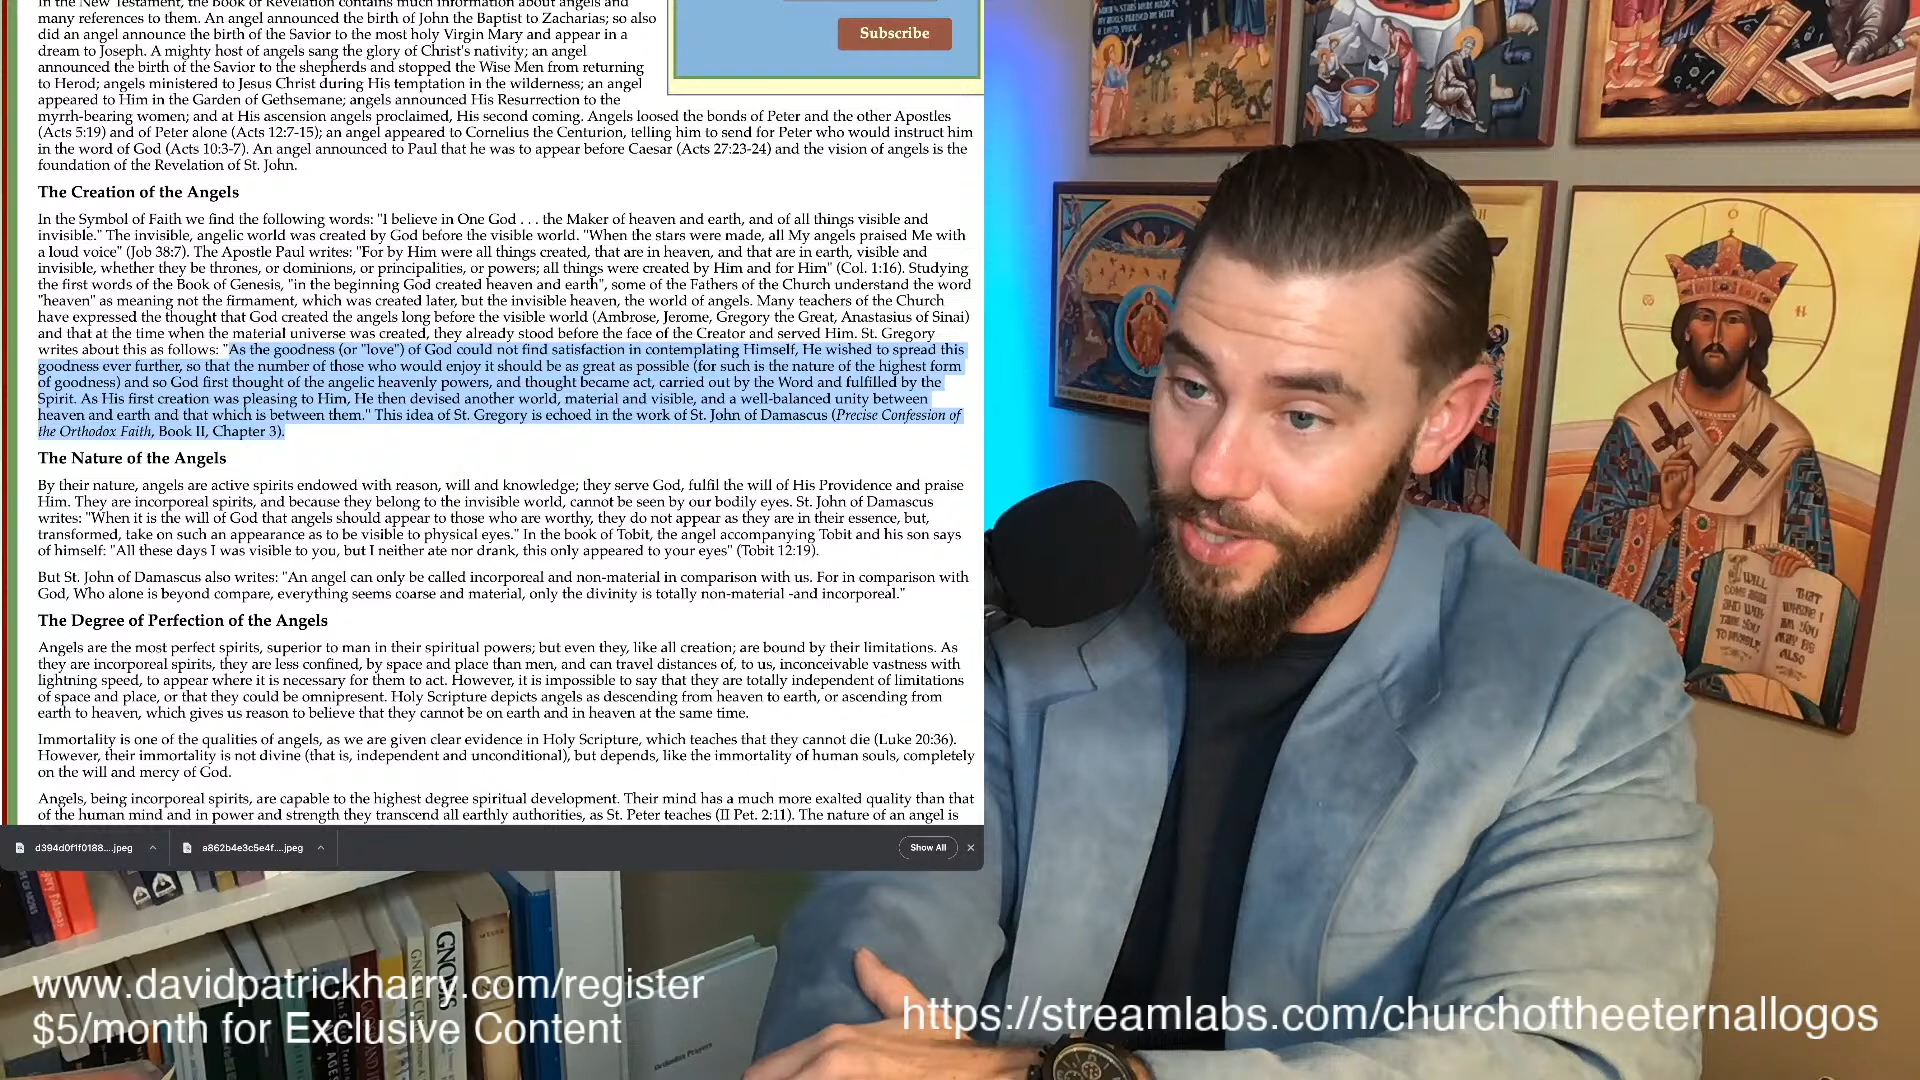 In the New Testament, the book of Revelation contains much information about angels and
many references to them. An angel announced the birth of John the Baptist to Zacharias; so also
did an angel announce the birth of the Savior to the most holy Virgin Mary and appear in a
dream to Joseph. A mighty host of angels sang the glory of Christ's nativity; an angel
announced the birth of the Savior to the shepherds and stopped the Wise Men from returning
to Herod; angels ministered to Jesus Christ during His temptation in the wilderness; an angel
appeared to Him in the Garden of Gethsemane; angels announced His Resurrection to the
myrrh-bearing women; and at His ascension angels proclaimed, His second coming. Angels loosed the bonds of Peter and the other Apostles
(Acts 5:19) and of Peter alone (Acts 12:7-15); an angel appeared to Cornelius the Centurion, telling him to send for Peter who would instruct him
in the word of God (Acts 10:3-7). An angel announced to Paul that he was to appear before Caesar (Acts 27:23-24) and the vision of angels is the
foundation of the Revelation of St. John.
Subscribe
The Creation of the Angels
In the Symbol of Faith we find the following words: "I believe in One God . . . the Maker of heaven and earth, and of all things visible and
invisible." The invisible, angelic world was created by God before the visible world. "When the stars were made, all My angels praised Me with
a loud voice" (Job 38:7). The Apostle Paul writes: "For by Him were all things created, that are in heaven, and that are in earth, visible and
invisible, whether they be thrones, or dominions, or principalities, or powers; all things were created by Him and for Him" (Col. 1:16). Studying
the first words of the Book of Genesis, "in the beginning God created heaven and earth", some of the Fathers of the Church understand the word
"heaven" as meaning not the firmament, which was created later, but the invisible heaven, the world of angels. Many teachers of the Church
have expressed the thought that God created the angels long before the visible world (Ambrose, Jerome, Gregory the Great, Anastasius of Sinai)
and that at the time when the material universe was created, they already stood before the face of the Creator and served Him. St. Gregory
writes about this as follows: "As the goodness (or "love") of God could not find satisfaction in contemplating Himself, He wished to spread this
goodness ever further, so that the number of those who would enjoy it should be as great as possible (for such is the nature of the highest form
of goodness) and so God first thought of the angelic heavenly powers, and thought became act, carried out by the Word and fulfilled by the
Spirit. As His first creation was pleasing to Him, He then devised another world, material and visible, and a well-balanced unity between
heaven and earth and that which is between them." This idea of St. Gregory is echoed in the work of St. John of Damascus (Precise Confession of
the Orthodox Faith, Book II, Chapter 3).
The Nature of the Angels
By their nature, angels are active spirits endowed with reason, will and knowledge; they serve God, fulfil the will of His Providence and praise
Him. They are incorporeal spirits, and because they belong to the invisible world, cannot be seen by our bodily eyes. St. John of Damascus
writes: "When it is the will of God that angels should appear to those who are worthy, they do not appear as they are in their essence, but,
transformed, take on such an appearance as to be visible to physical eyes." In the book of Tobit, the angel accompanying Tobit and his son says
of himself: "All these days I was visible to you, but I neither ate nor drank, this only appeared to your eyes" (Tobit 12:19).
But St. John of Damascus also writes: "An angel can only be called incorporeal and non-material in comparison with us. For in comparison with
God, Who alone is beyond compare, everything seems coarse and material, only the divinity is totally non-material -and incorporeal."
The Degree of Perfection of the Angels
Angels are the most perfect spirits, superior to man in their spiritual powers; but even they, like all creation; are bound by their limitations. As
they are incorporeal spirits, they are less confined, by space and place than men, and can travel distances of, to us, inconceivable vastness with
lightning speed, to appear where it is necessary for them to act. However, it is impossible to say that they are totally independent of limitations
of space and place, or that they could be omnipresent. Holy Scripture depicts angels as descending from heaven to earth, or ascending from
earth to heaven, which gives us reason to believe that they cannot be on earth and in heaven at the same time.
Immortality is one of the qualities of angels, as we are given clear evidence in Holy Scripture, which teaches that they cannot die (Luke 20:36).
However, their immortality is not divine (that is, independent and unconditional), but depends, like the immortality of human souls, completely
on the will and mercy of God.
Angels, being incorporeal spirits, are capable to the highest degree spiritual development. Their mind has a much more exalted quality than that
of the human mind and in power and strength they transcend all earthly authorities, as St. Peter teaches (II Pet. 2:11). The nature of an angel is
d394d0f1f0188....jpeg
a862b4e3c5e4f....jpeg
Show All
I WILL
COME AGAIN
AND WILL
TAKE YOU
TO MYSELF
THAT
WHERE I
AM YOU
MAY BE
ALSO
GNOSIS
Orthodox Prayers
www.davidpatrickharry.com/register
$5/month for Exclusive Content
https://streamlabs.com/churchoftheeternallogos